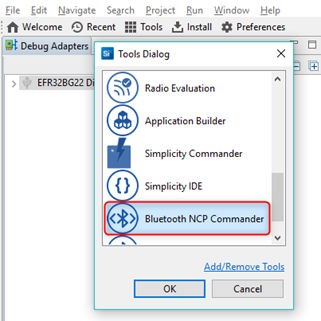 File Edit Navigate Search Project Run Window Help
Welcome Recent Tools Install Preferences
Debug Adapters
EFR32BG22 Di
Si Tools Dialog
Radio Evaluation
Application Builder
Simplicity Commander
Simplicity IDE
Bluetooth NCP Commander
Add/Remove Tools
OK Cancel